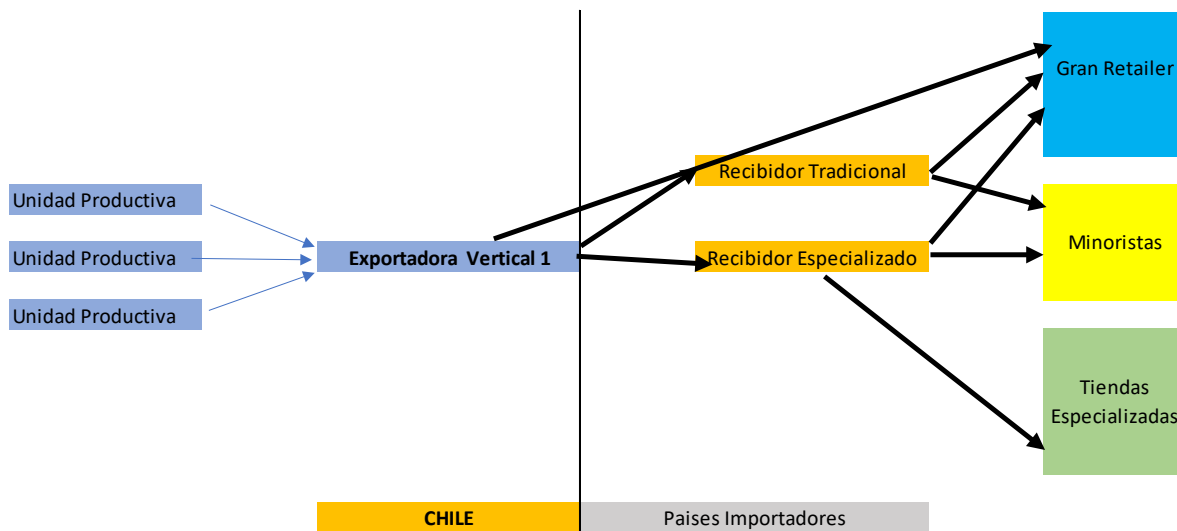 Gran Retailer
Recibidor Tradicional
Unidad Productiva
Minoristas
Unidad Productiva
Exportadora  Vertical 1
Recibidor Especializado
Unidad Productiva
Tiendas
Especializadas
CHILE
Paises Importadores